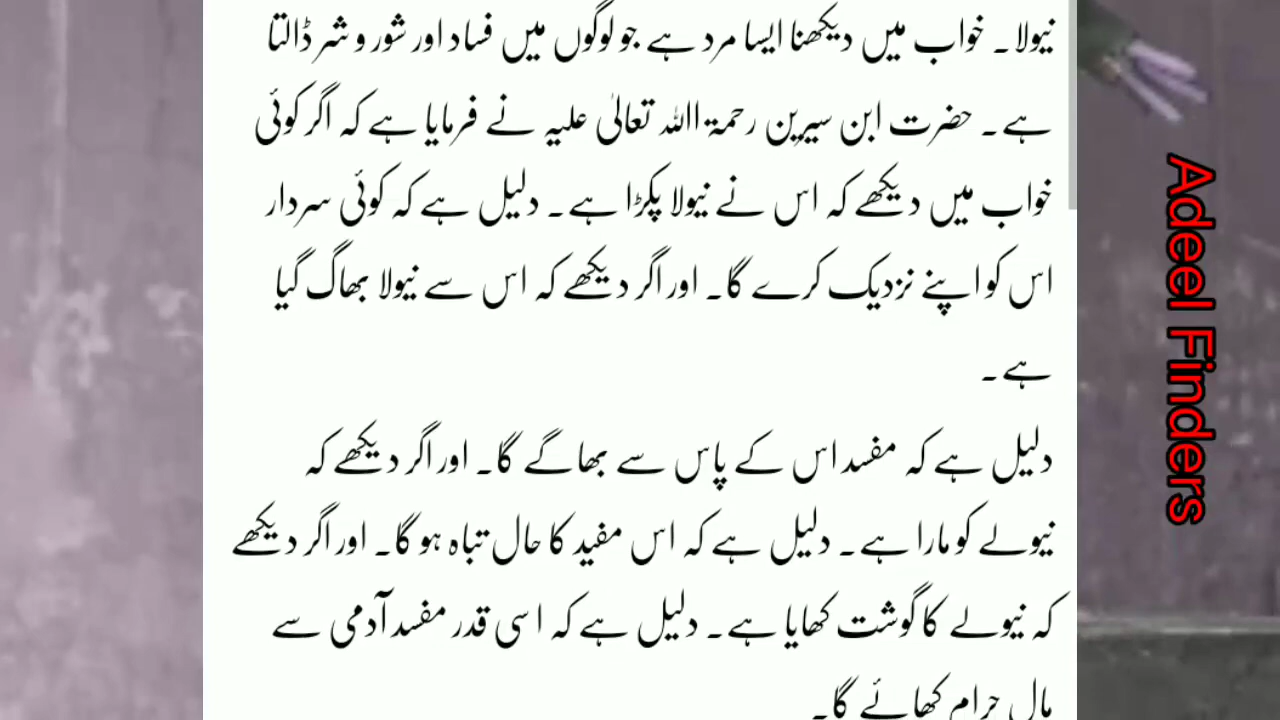 نیولا۔ خواب میں دیکھنا ایسا مرد ہے جو لوگوں میں فساد اور شور و شر ڈالتا
ہے۔ حضرت ابن سیرین رحمۃ اﷲ تعالیٰ علیہ نے فرمایا ہے کہ اگر کوئی
خواب میں دیکھے کہ اس نے نیولا پکڑا ہے۔ دلیل ہے کہ کوئی سردار
اس کو اپنے نزدیک کرے گا۔ اور اگر دیکھے کہ اس سے نیولا بھاگ گیا
ہے۔
دلیل ہے کہ مفسد اس کے پاس سے بھاگے گا۔ اور اگر دیکھے کہ
نیولے کو مارا ہے۔ دلیل ہے کہ اس مفید کا حال تباہ ہو گا۔ اور اگر دیکھے
کہ نیولے کا گوشت کھایا ہے۔ دلیل ہے کہ اسی قدر مفسد آدمی سے
مال حرام کھائے گا۔
Adeel Finders